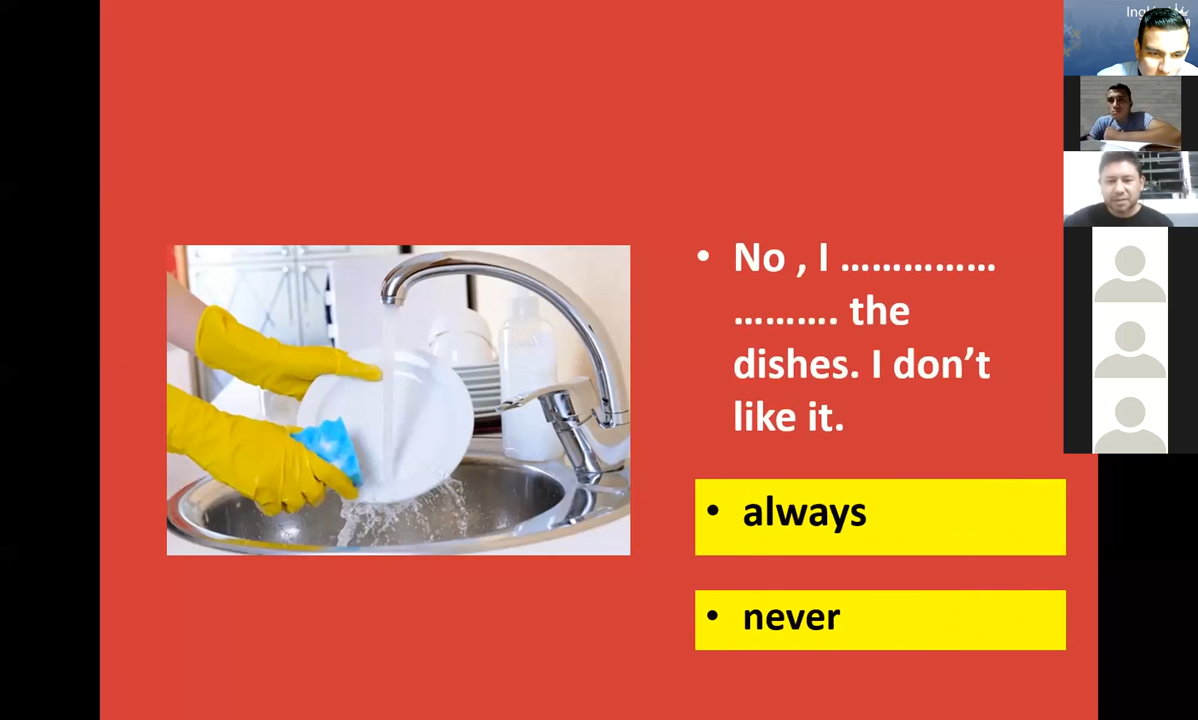 • No , I ...............
.......... the
dishes. I don't
like it.
• always
• never